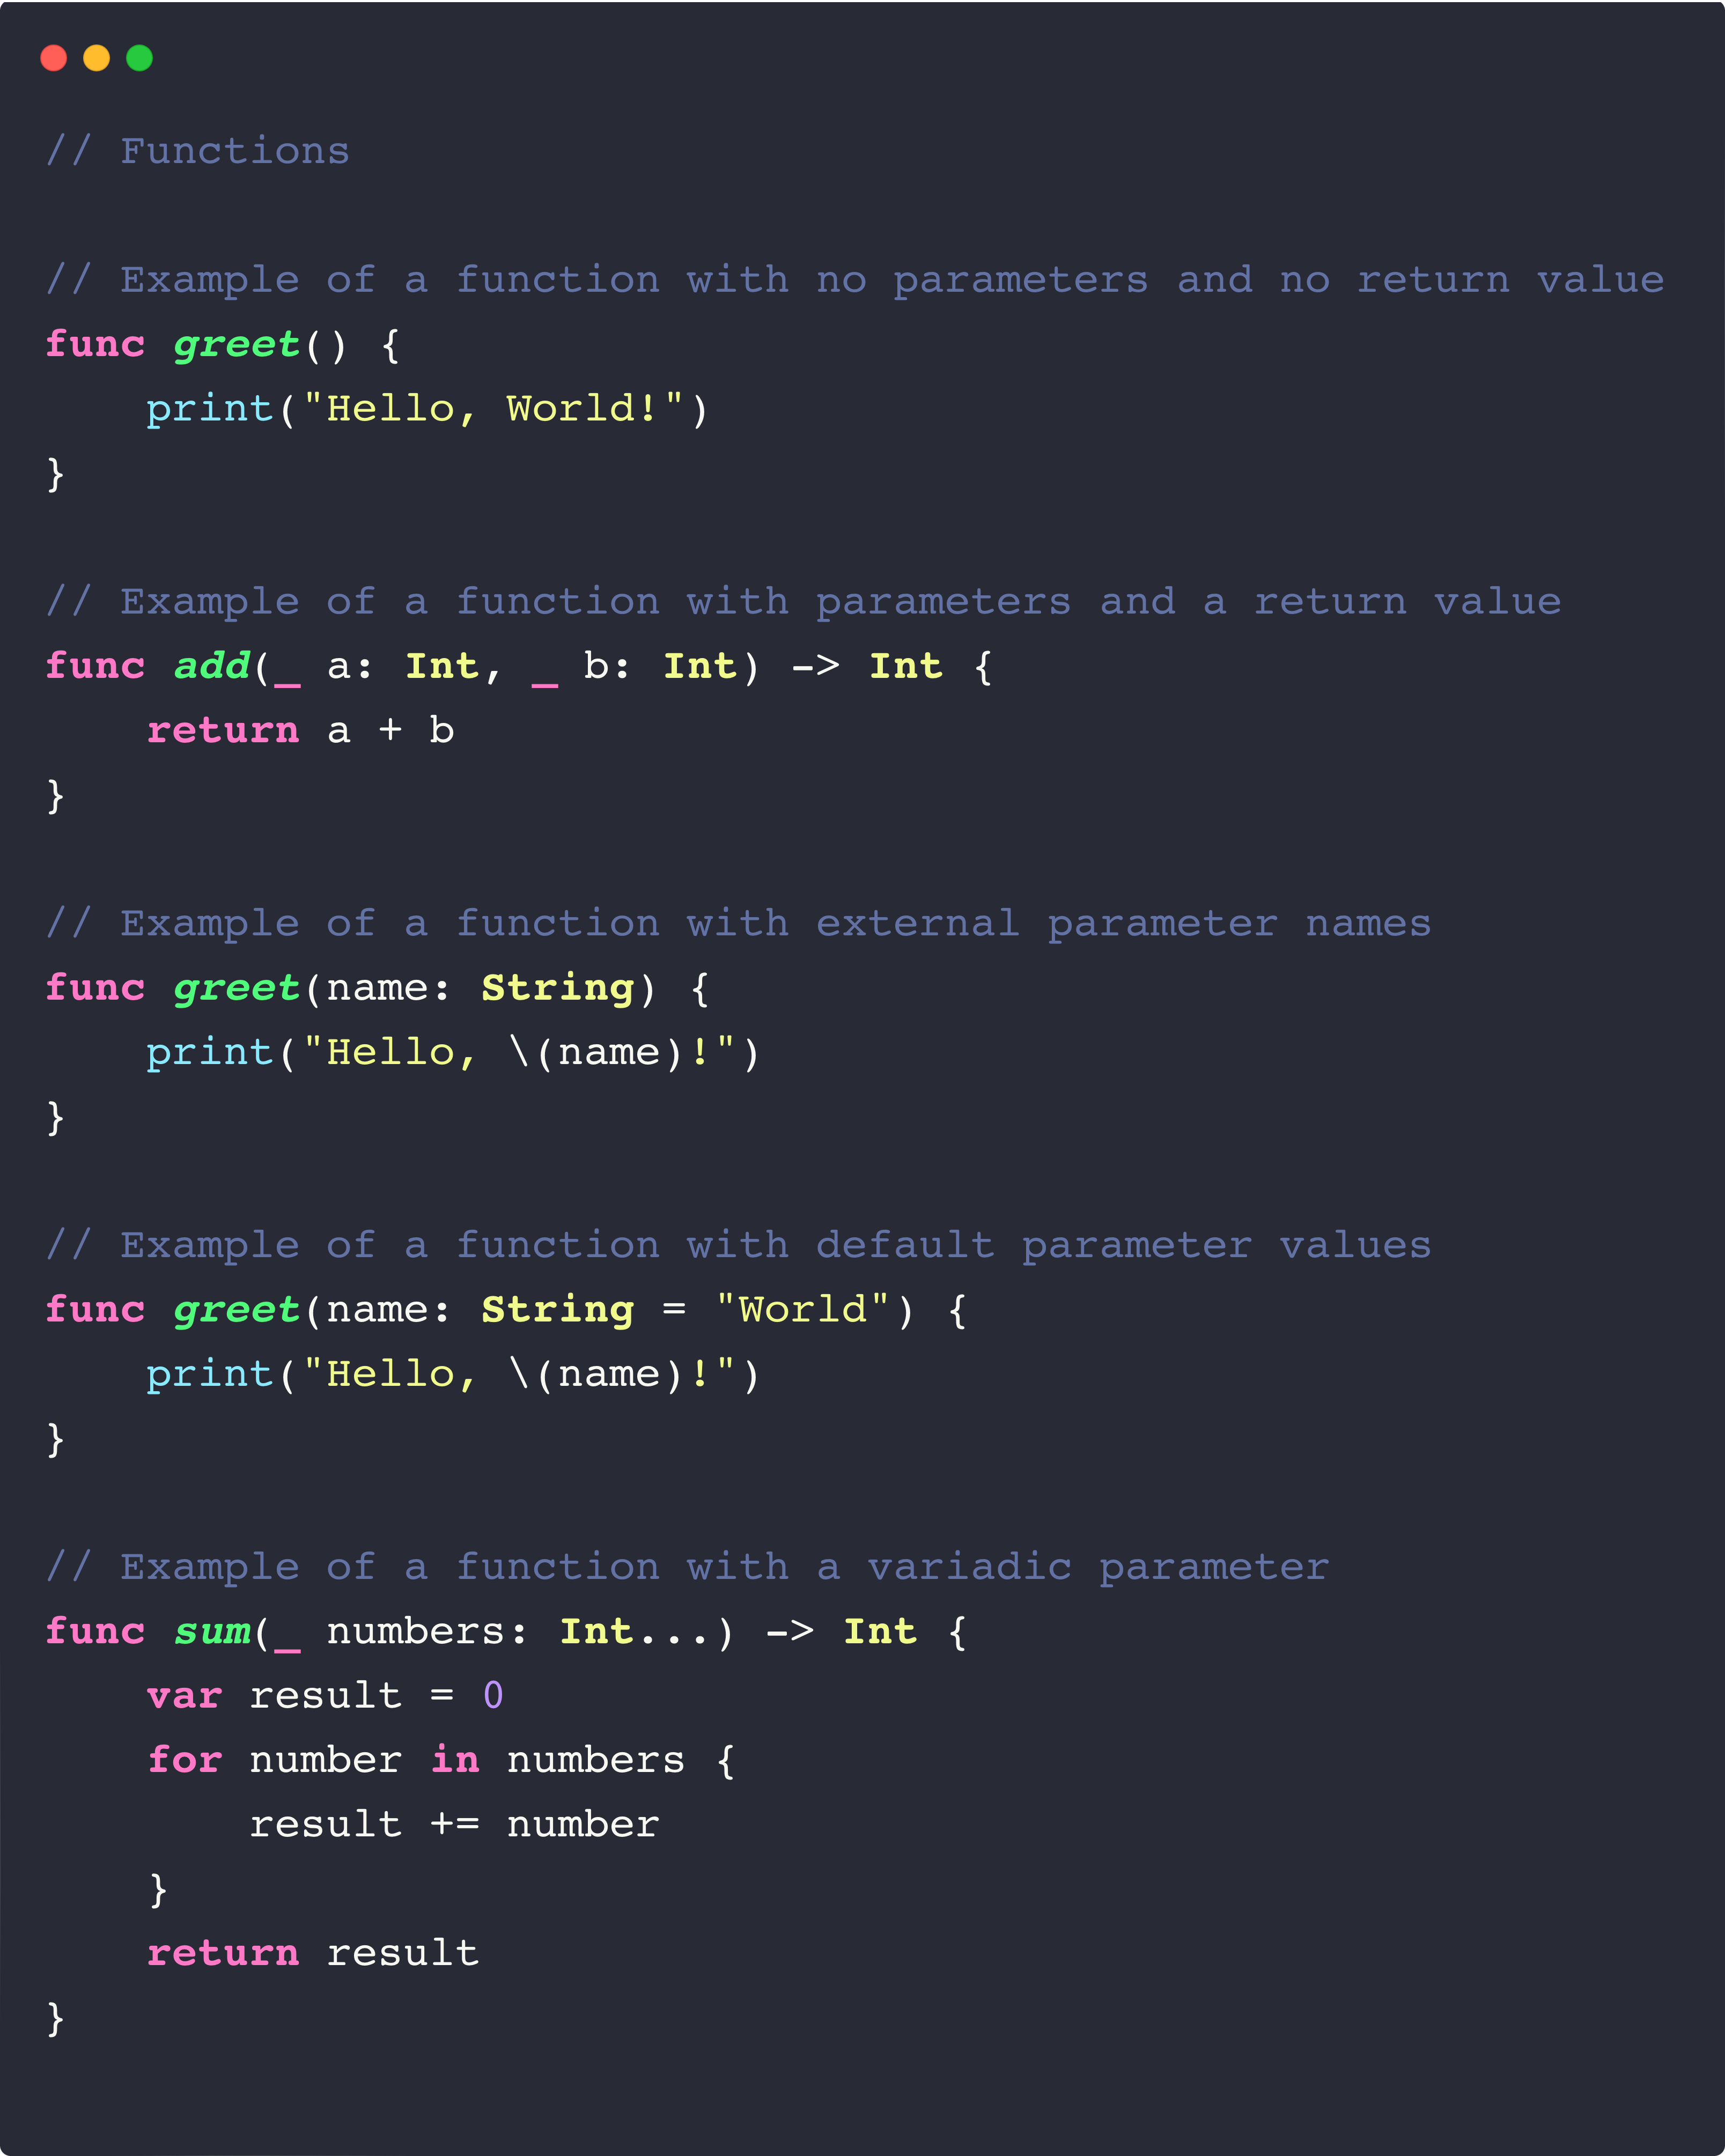 // Functions
// Example of a function with no parameters and no return value
func greet() {
    print("Hello, World!")
}
// Example of a function with parameters and a return value
func add(_ a: Int, _ b: Int) -> Int {
    return a + b
}
// Example of a function with external parameter names
func greet(name: String) {
    print("Hello, \(name)!")
}
// Example of a function with default parameter values
func greet(name: String = "World") {
    print("Hello, \(name)!")
}
// Example of a function with a variadic parameter
func sum(_ numbers: Int...) -> Int {
    var result = 0
    for number in numbers {
        result += number
    }
    return result
}